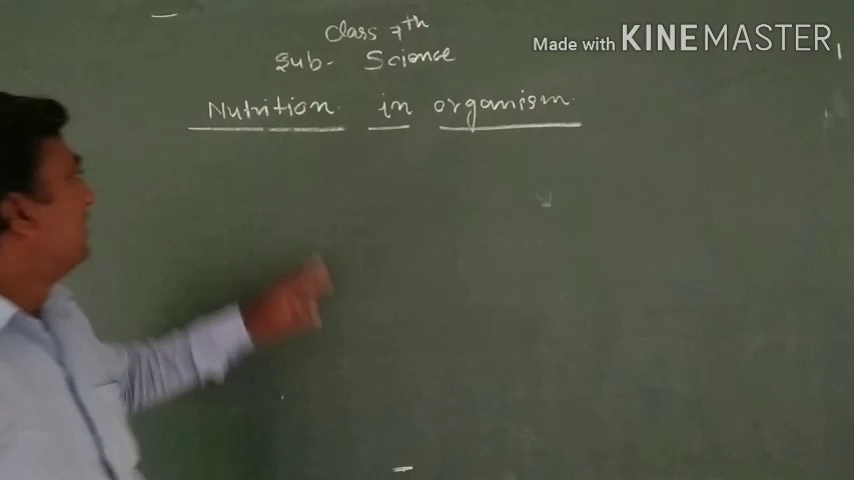 Made with KINEMASTER
Class 7th
Sub- Science
Nutrition in organism.